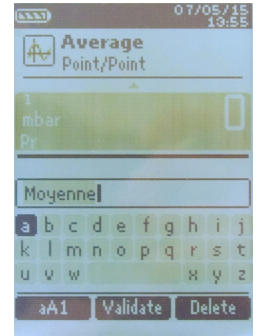 07/05/15
13:55
Average
Point/Point
1
mbar
Pr
0
Moyenne
a b c d e f g h i j
k l m n o p q r s t
u v w x y z
aA1 Validate Delete